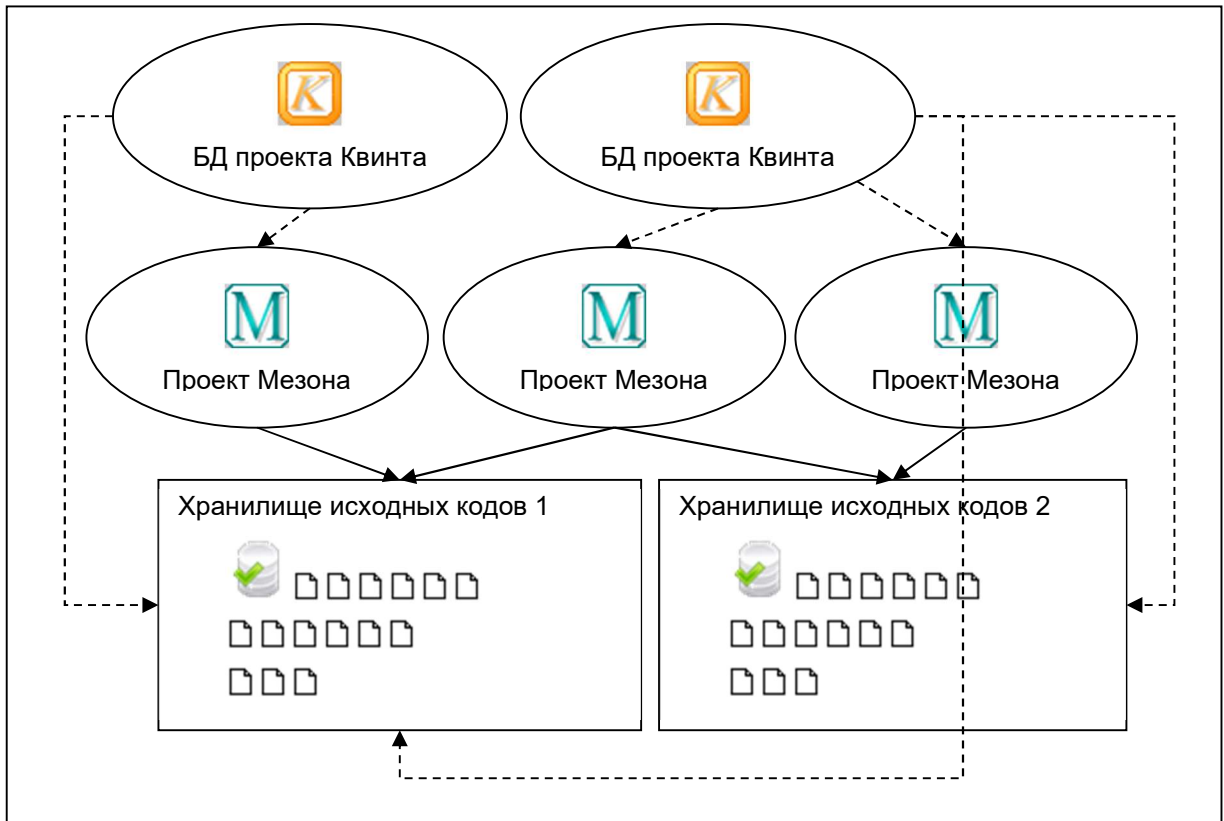 K
K
БД проекта Квинта
БД проекта Квинта
M
M
M
Проект Мезона
Проект Мезона
Проект Мезона
Хранилище исходных кодов 1
Хранилище исходных кодов 2